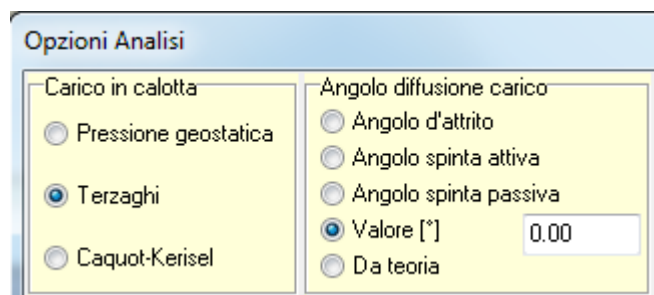 Opzioni Analisi
Carico in calotta
Pressione geostatica
Terzaghi
Caquot-Kerisel
Angolo diffusione carico
Angolo d'attrito
Angolo spinta attiva
Angolo spinta passiva
Valore [°] 0.00
Da teoria